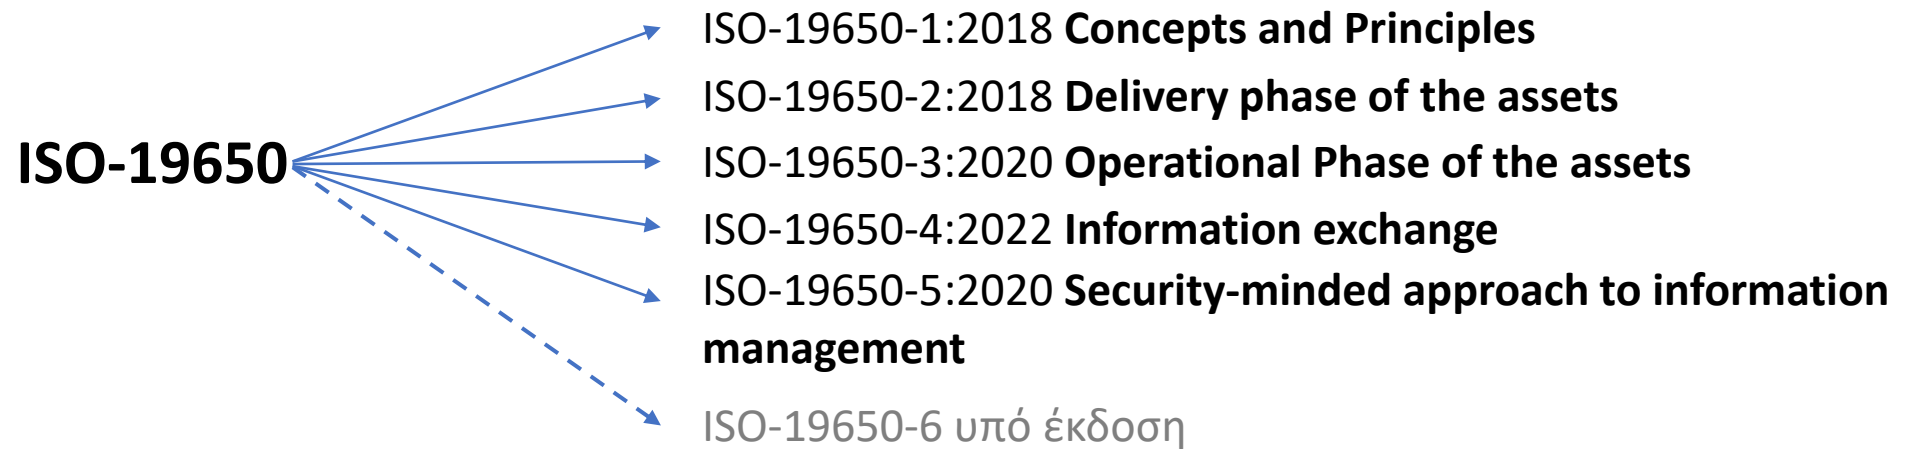 ISO-19650-1:2018 Concepts and Principles
ISO-19650-2:2018 Delivery phase of the assets
ISO-19650
ISO-19650-3:2020 Operational Phase of the assets
ISO-19650-4:2022 Information exchange
ISO-19650-5:2020 Security-minded approach to information
management
ISO-19650-6 υπό έκδοση